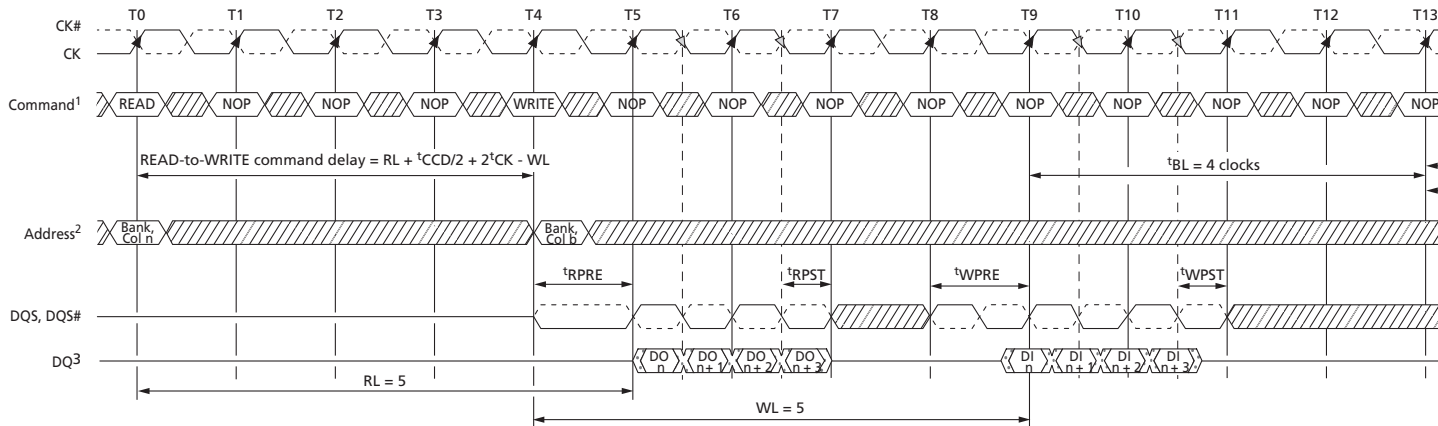 T0 T1 T2 T3 T4 T5 T6 T7 T8 T9 T10 T11 T12 T13
CK#
CK
Command1 READ NOP NOP NOP WRITE NOP NOP NOP NOP NOP NOP NOP NOP NOP
READ-to-WRITE command delay = RL + tCCD/2 + 2tCK - WL
tBL = 4 clocks
Address2 Bank, Col n Bank, Col b
tRPRE tRPST tWPRE tWPST
DQS, DQS#
DQ3 DO n DO n + 1 DO n + 2 DO n + 3 DI n DI n + 1 DI n + 2 DI n + 3
RL = 5
WL = 5